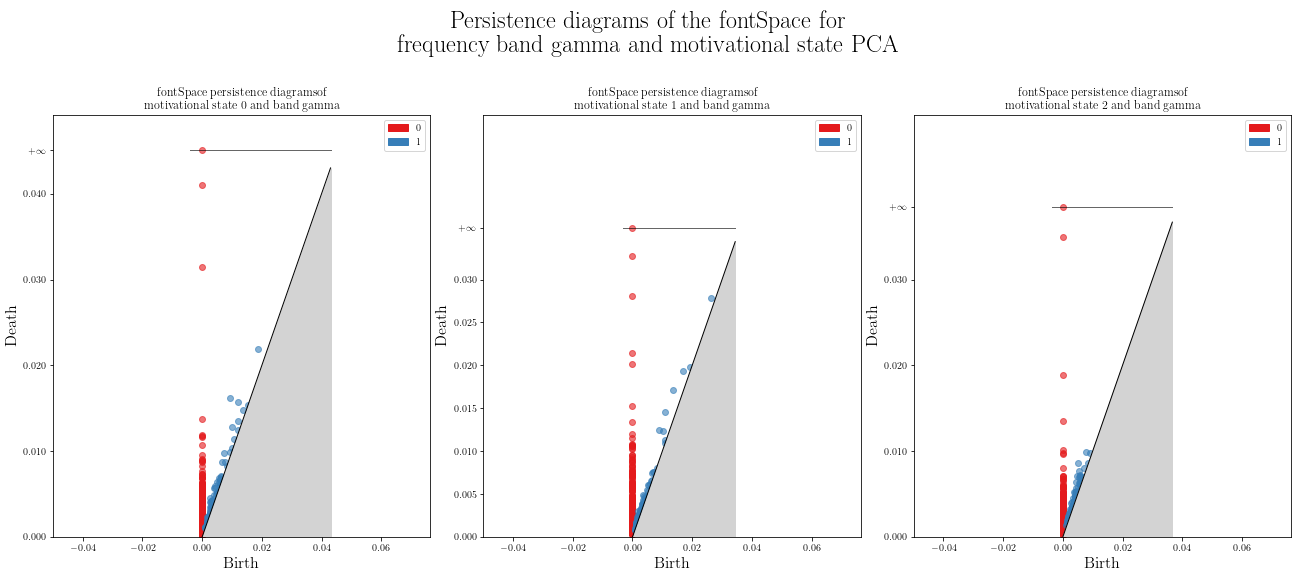 Persistence diagrams of the fontSpace for
frequency band gamma and motivational state PCA
fontSpace persistence diagramsof
motivational state 0 and band gamma
0
1
+∞
0.040
0.030
0.020
0.010
0.000
Death
−0.04 −0.02 0.00 0.02 0.04 0.06
Birth
fontSpace persistence diagramsof
motivational state 1 and band gamma
0
1
+∞
0.030
0.025
0.020
0.015
0.010
0.005
0.000
Death
−0.04 −0.02 0.00 0.02 0.04 0.06
Birth
fontSpace persistence diagramsof
motivational state 2 and band gamma
0
1
+∞
0.030
0.020
0.010
0.000
Death
−0.04 −0.02 0.00 0.02 0.04 0.06
Birth